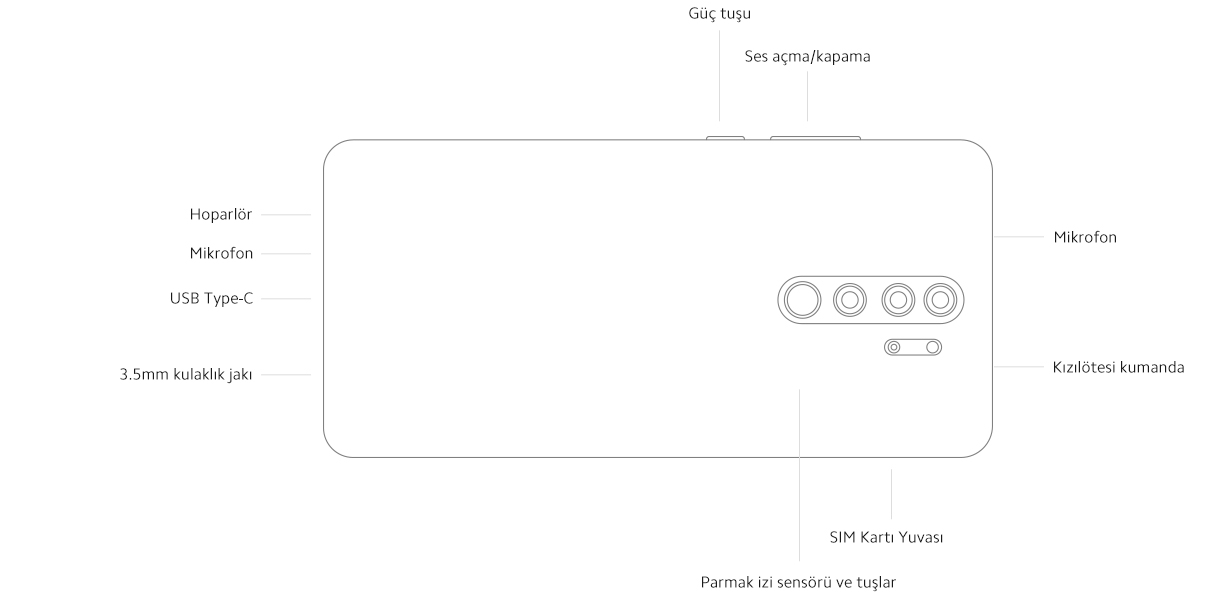 Güç tuşu
Ses açma/kapama
Hoparlör
Mikrofon
USB Type-C
3.5mm kulaklık jakı
Mikrofon
Kızılötesi kumanda
SIM Kartı Yuvası
Parmak izi sensörü ve tuşlar